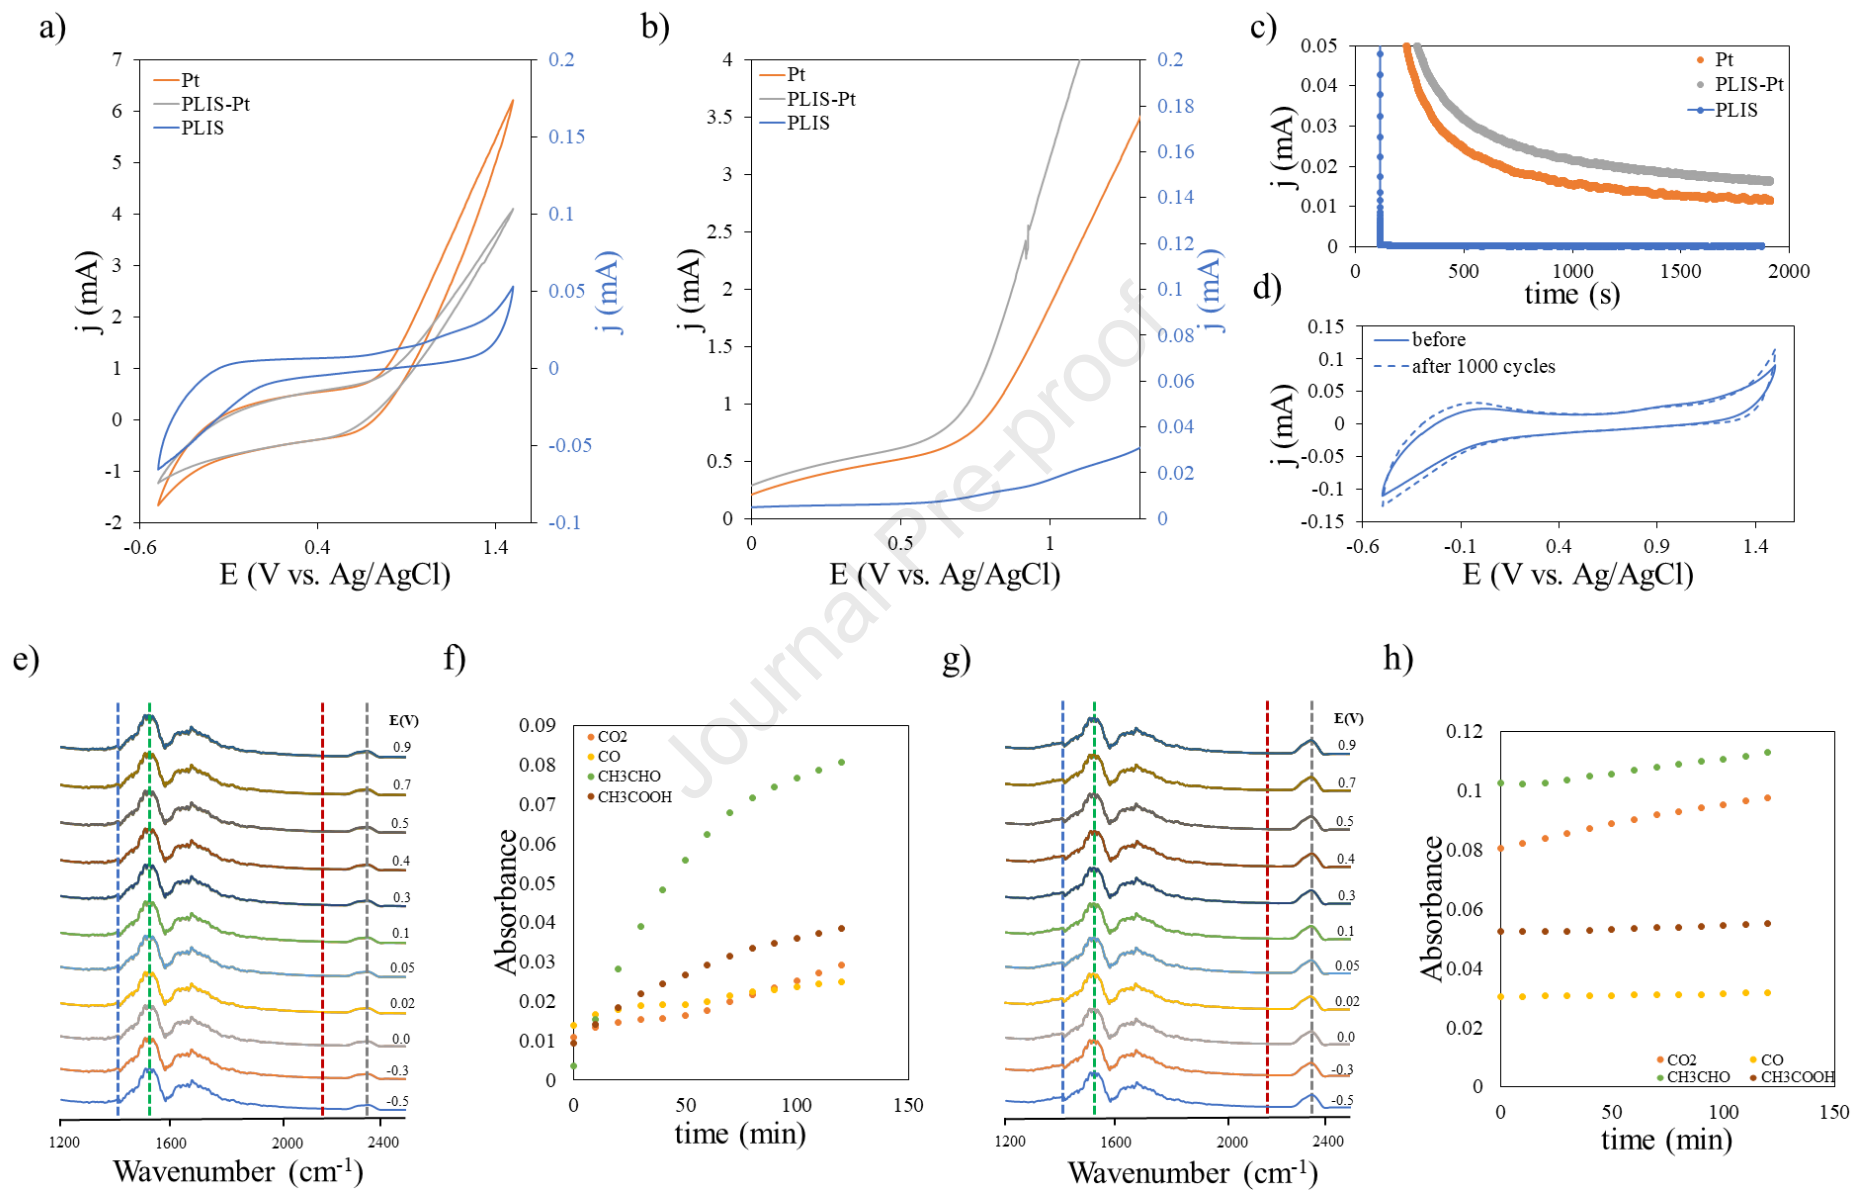 a)
7
6
5
4
3
2
1
0
-1
-2
0.2
0.15
0.1
0.05
0
-0.05
-0.1
Pt
PLIS-Pt
PLIS
j (mA)
j (mA)
-0.6
0.4
1.4
E (V vs. Ag/AgCl)
b)
4
3.5
3
2.5
2
1.5
1
0.5
0
0.2
0.18
0.16
0.14
0.12
0.1
0.08
0.06
0.04
0.02
0
Pt
PLIS-Pt
PLIS
j (mA)
j (mA)
0
0.5
1
E (V vs. Ag/AgCl)
c)
0.05
0.04
0.03
0.02
0.01
0
Pt
PLIS-Pt
PLIS
j (mA)
0
500
1000
1500
2000
time (s)
d)
0.15
0.1
0.05
0
-0.05
-0.1
-0.15
before
after 1000 cycles
j (mA)
-0.6
-0.1
0.4
0.9
1.4
E (V vs. Ag/AgCl)
Journal Pre-proof
e)
E(V)
0.9
0.7
0.5
0.4
0.3
0.1
0.05
0.02
0.0
-0.3
-0.5
1200
1600
2000
2400
Wavenumber (cm-1)
f)
0.09
0.08
0.07
0.06
0.05
0.04
0.03
0.02
0.01
0
CO2
CO
CH3CHO
CH3COOH
Absorbance
0
50
100
150
time (min)
g)
E(V)
0.9
0.7
0.5
0.4
0.3
0.1
0.05
0.02
0.0
-0.3
-0.5
1200
1600
2000
2400
Wavenumber (cm-1)
h)
0.12
0.1
0.08
0.06
0.04
0.02
0
Absorbance
CO2
CO
CH3CHO
CH3COOH
0
50
100
150
time (min)